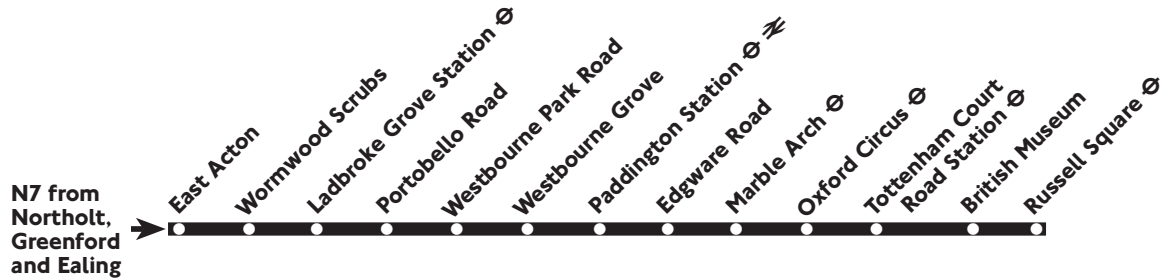 N7 from
Northolt,
Greenford
and Ealing
East Acton
Wormwood Scrubs
Ladbroke Grove Station
Portobello Road
Westbourne Park Road
Westbourne Grove
Paddington Station
Edgware Road
Marble Arch
Oxford Circus
Tottenham Court
Road Station
British Museum
Russell Square